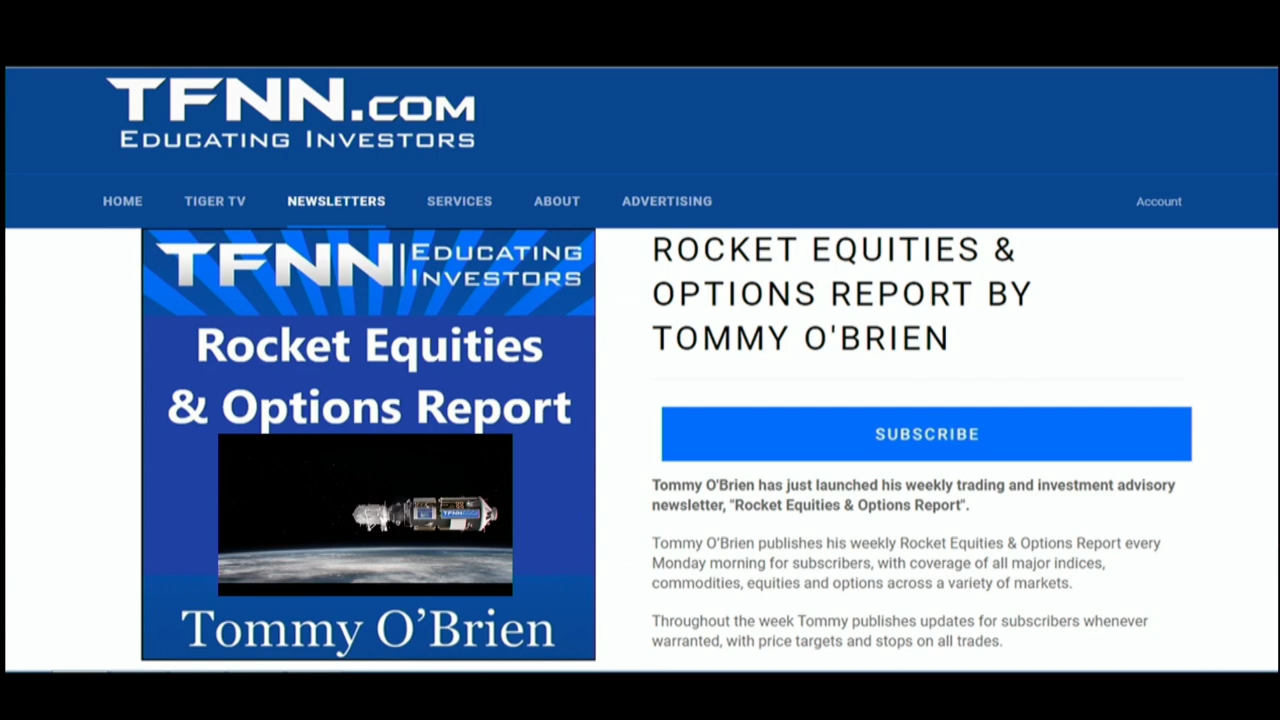 TFNN.COM
EDUCATING INVESTORS
HOME TIGER TV NEWSLETTERS SERVICES ABOUT ADVERTISING Account
TFNN EDUCATING
INVESTORS
Rocket Equities
& Options Report
TFNN
Tommy O'Brien
ROCKET EQUITIES &
OPTIONS REPORT BY
TOMMY O'BRIEN
SUBSCRIBE
Tommy O'Brien has just launched his weekly trading and investment advisory
newsletter, "Rocket Equities & Options Report".
Tommy O'Brien publishes his weekly Rocket Equities & Options Report every
Monday morning for subscribers, with coverage of all major indices,
commodities, equities and options across a variety of markets.
Throughout the week Tommy publishes updates for subscribers whenever
warranted, with price targets and stops on all trades.